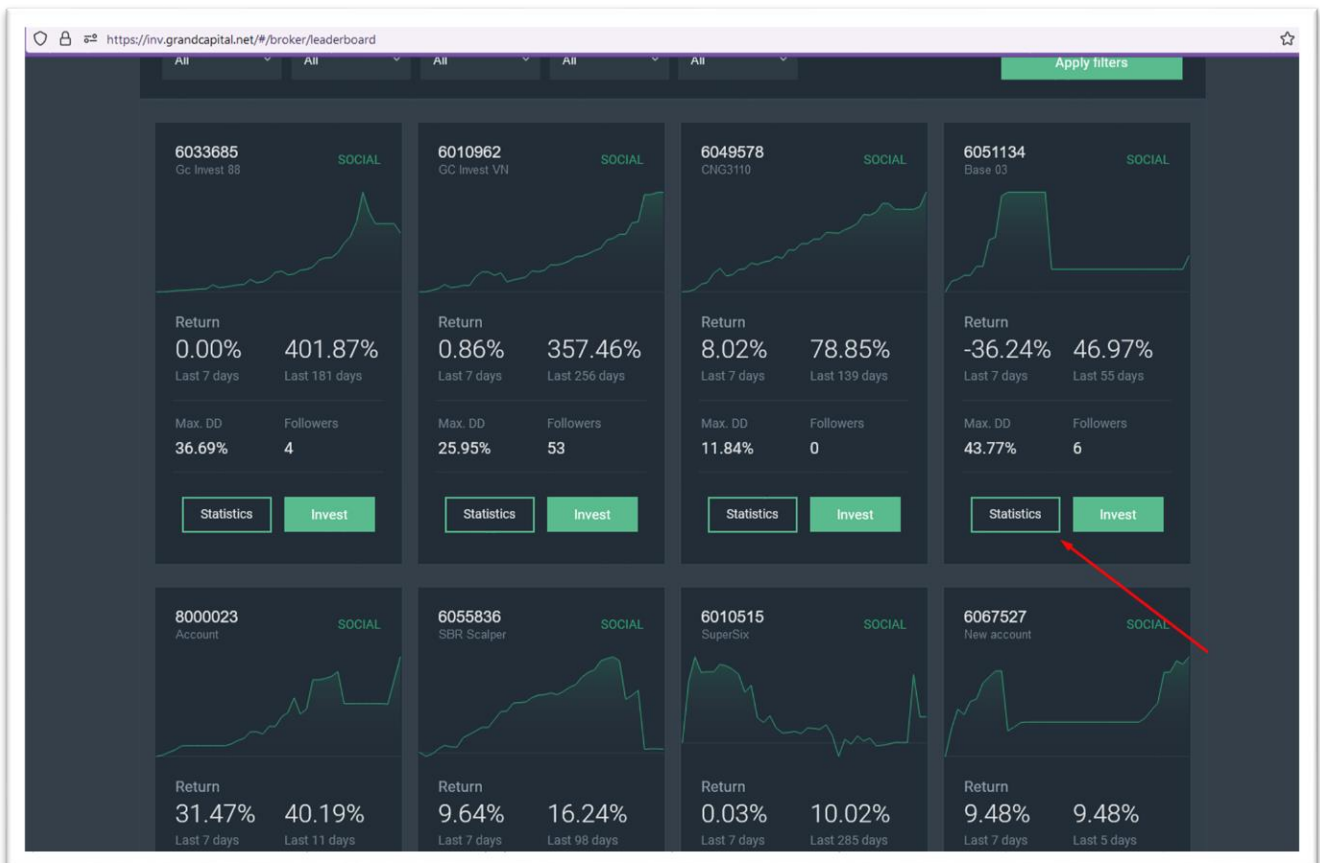 https://inv.grandcapital.net/#/broker/leaderboard
All All All All All Apply filters
6033685 SOCIAL
Gc Invest 88
6010962 SOCIAL
GC Invest VN
6049578 SOCIAL
CNG3110
6051134 SOCIAL
Base 03
Return
0.00% 401.87%
Last 7 days Last 181 days
Max. DD Followers
36.69% 4
Statistics Invest
Return
0.86% 357.46%
Last 7 days Last 256 days
Max. DD Followers
25.95% 53
Statistics Invest
Return
8.02% 78.85%
Last 7 days Last 139 days
Max. DD Followers
11.84% 0
Statistics Invest
Return
-36.24% 46.97%
Last 7 days Last 55 days
Max. DD Followers
43.77% 6
Statistics Invest
8000023 SOCIAL
Account
6055836 SOCIAL
SBR Scalper
6010515 SOCIAL
SuperSix
6067527 SOCIAL
New account
Return
31.47% 40.19%
Last 7 days Last 11 days
Return
9.64% 16.24%
Last 7 days Last 98 days
Return
0.03% 10.02%
Last 7 days Last 285 days
Return
9.48% 9.48%
Last 7 days Last 5 days